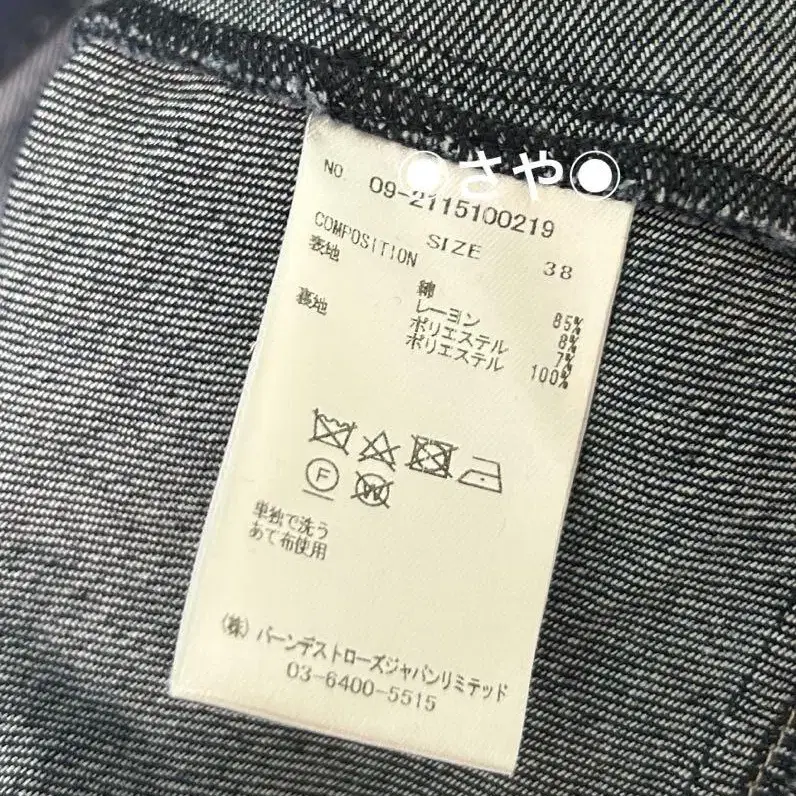 ◉さや◉
NO. 09-2115100219
SIZE 38
COMPOSITION
表地 綿 85%
レーヨン 8%
ポリエステル 7%
裏地 ポリエステル 100%
F
W
単独で洗う
あて布使用
(株) バーンデストローズジャパンリミテッド
03-6400-5515